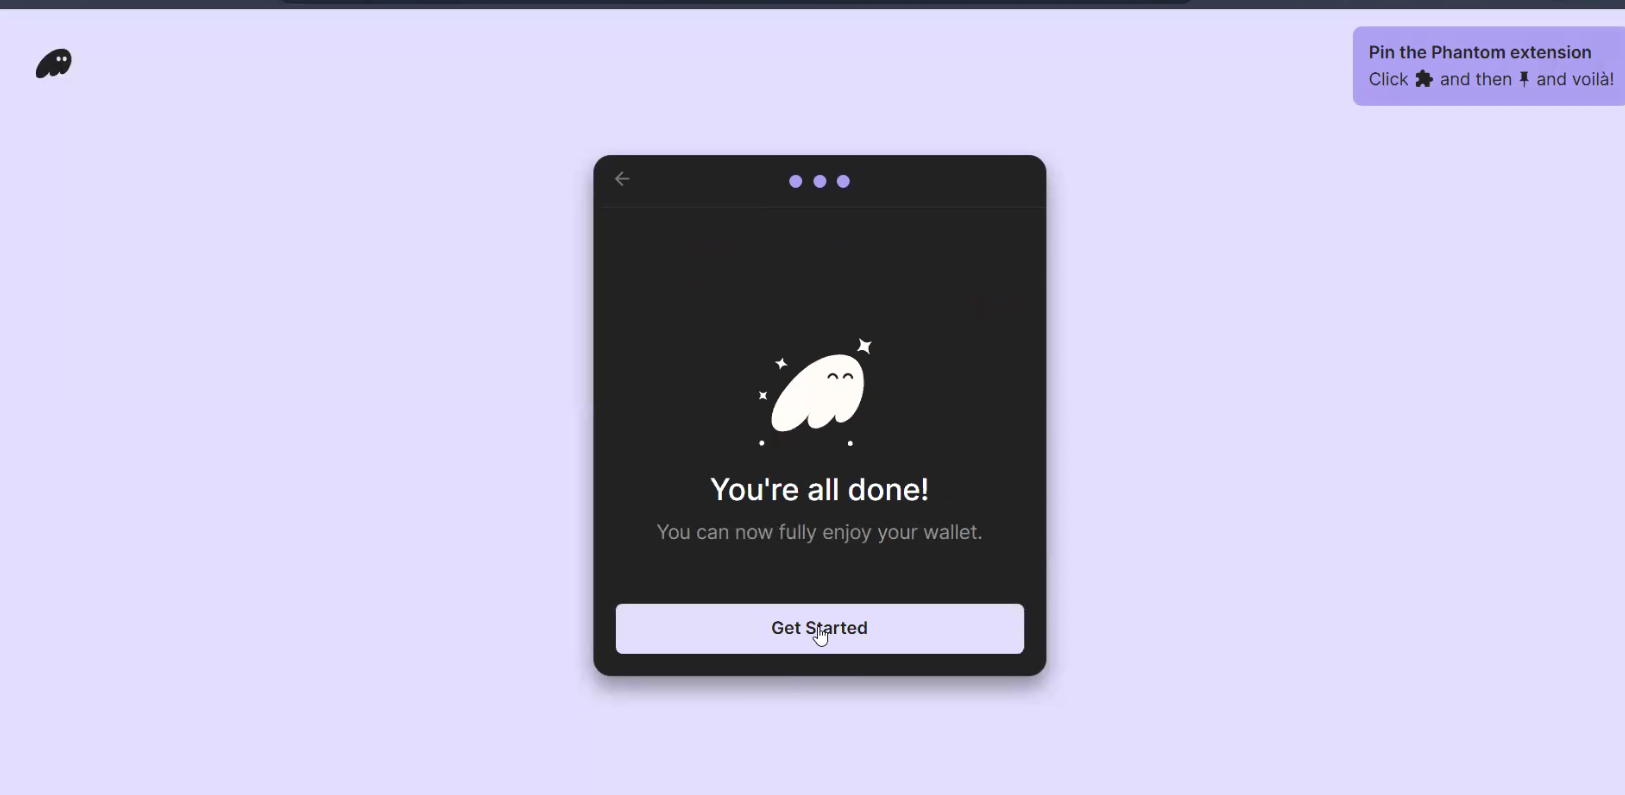 Pin the Phantom extension
Click and then and voilà!
You're all done!
You can now fully enjoy your wallet.
Get Started